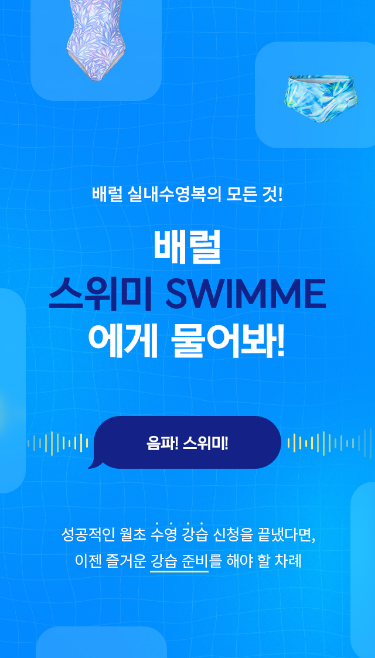 배럴 실내수영복의 모든 것!
배럴
스위미 SWIMME
에게 물어봐!
음파! 스위미!
성공적인 월초 수영 강습 신청을 끝냈다면,
이젠 즐거운 강습 준비를 해야 할 차례